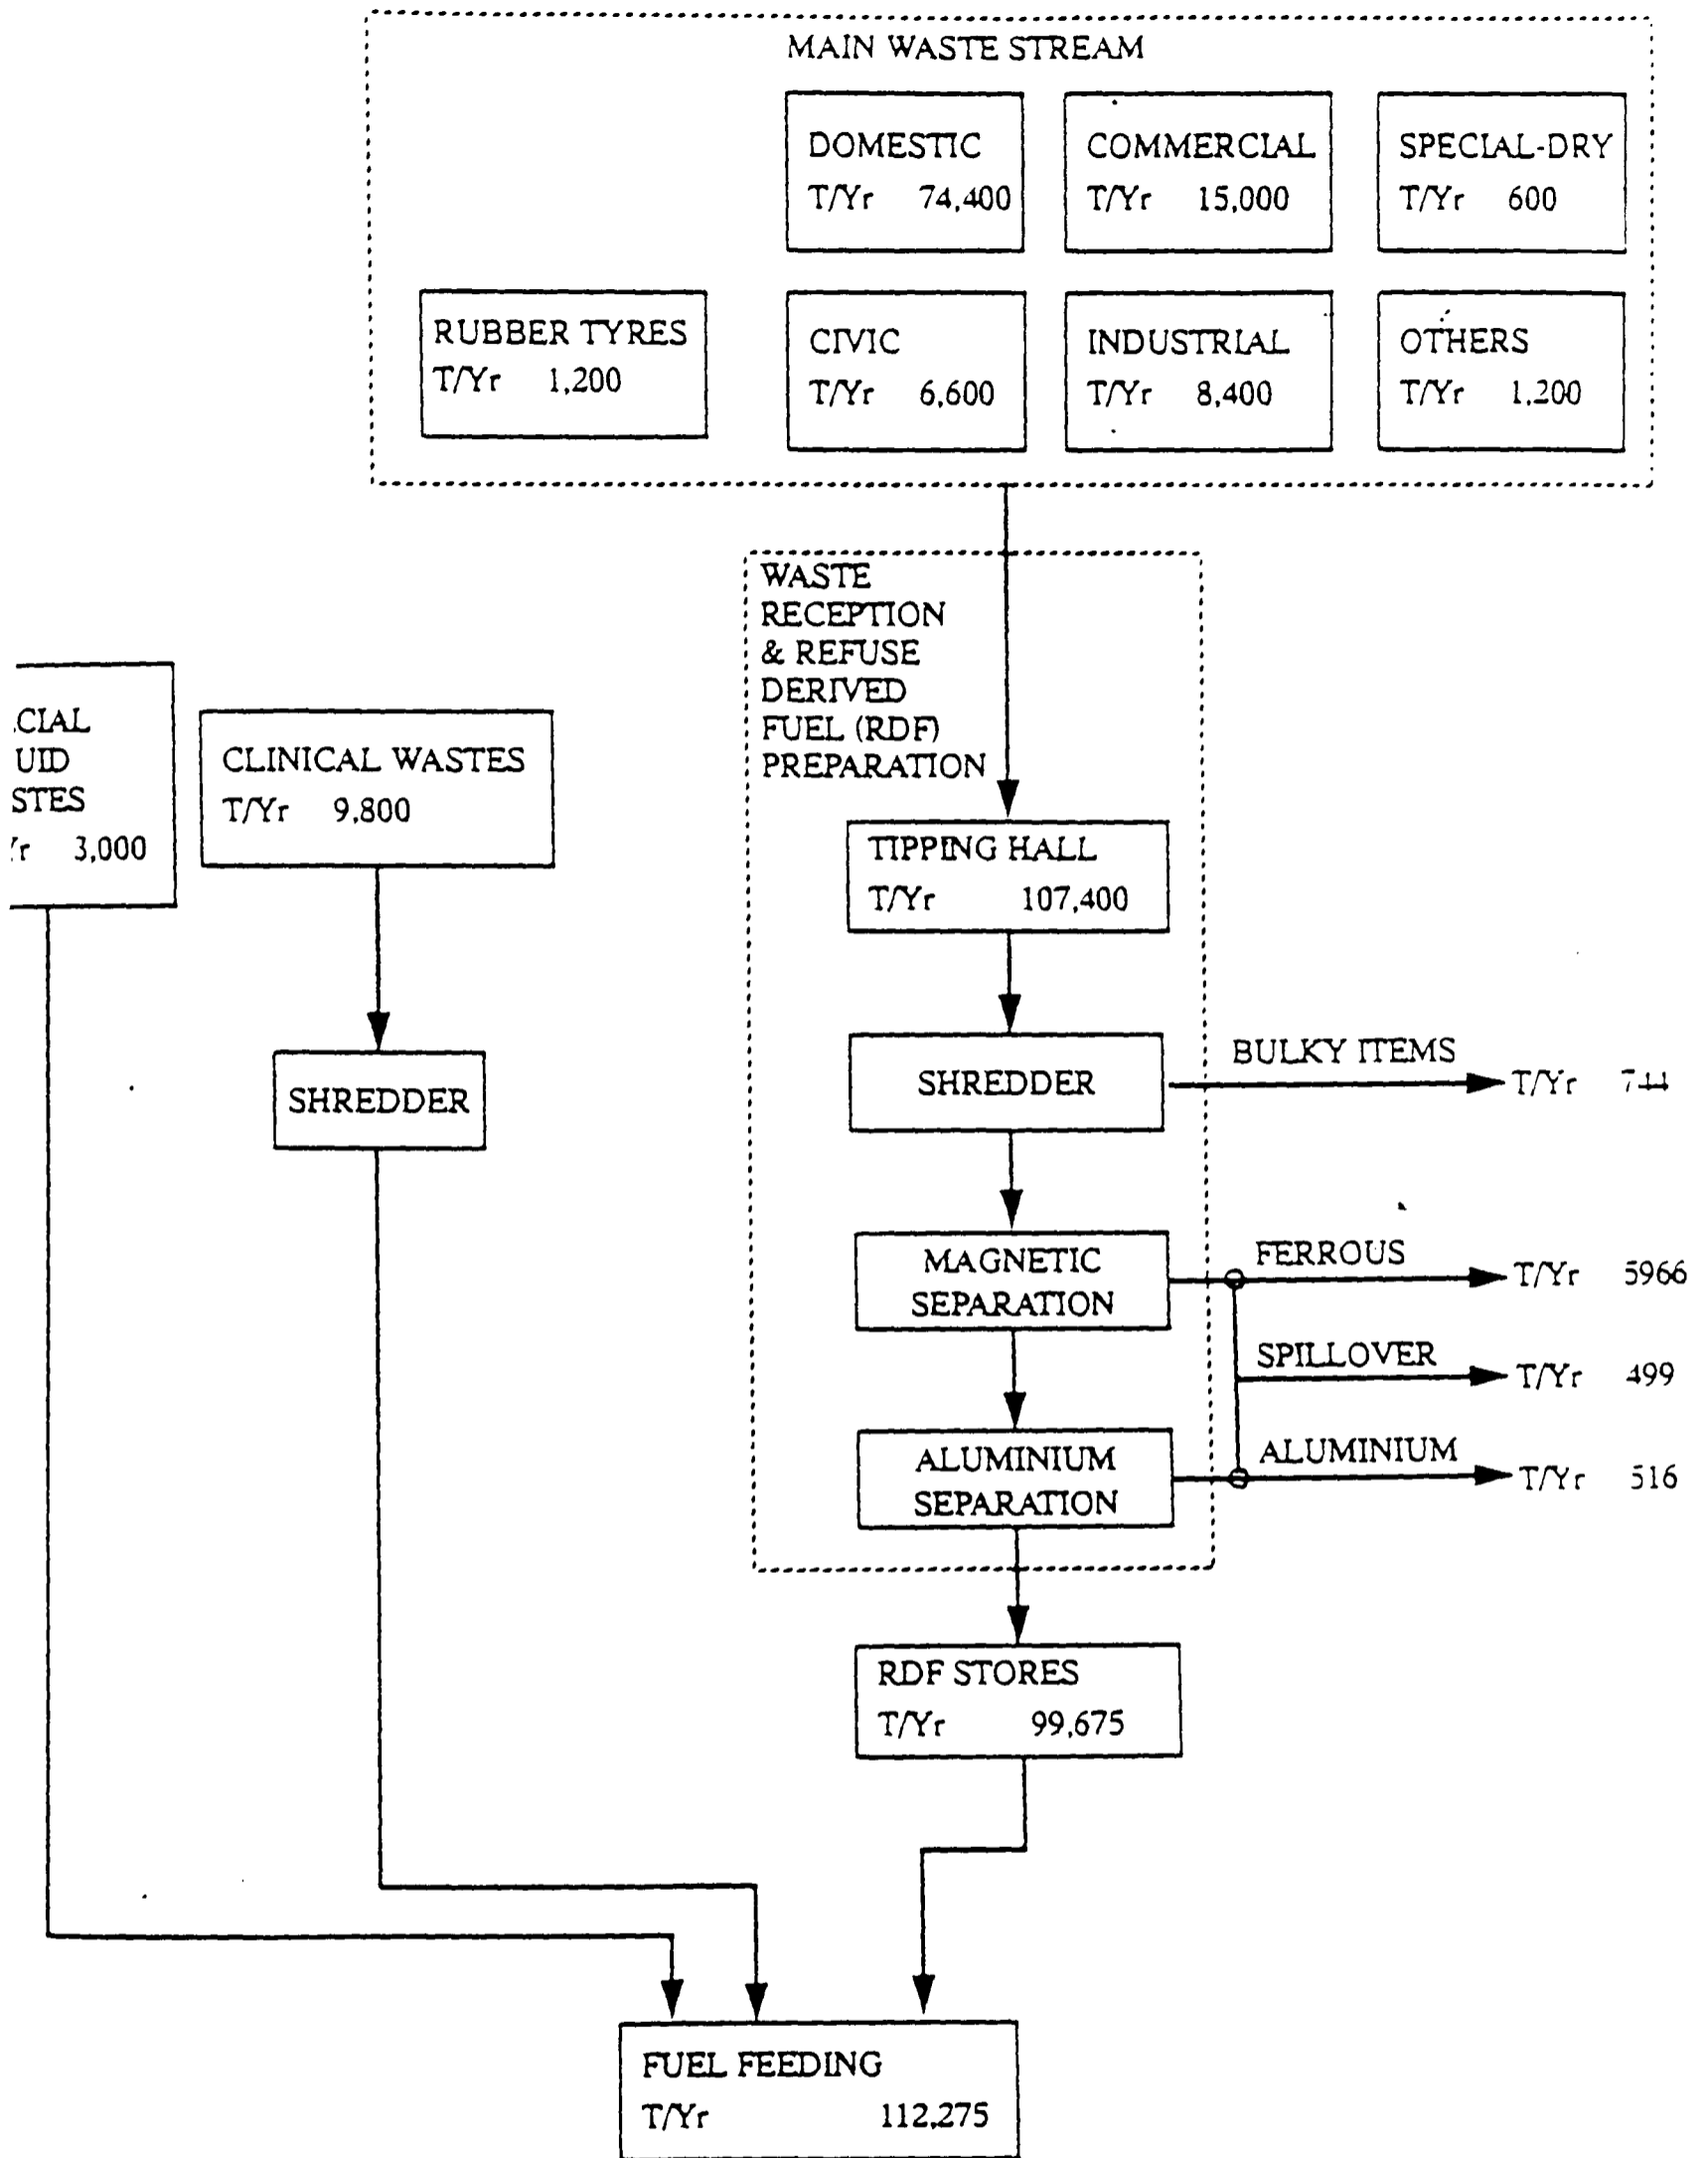 MAIN WASTE STREAM
DOMESTIC
T/Yr 74,400
COMMERCIAL
T/Yr 15,000
SPECIAL-DRY
T/Yr 600
RUBBER TYRES
T/Yr 1,200
CIVIC
T/Yr 6,600
INDUSTRIAL
T/Yr 8,400
OTHERS
T/Yr 1,200
WASTE
RECEPTION
& REFUSE
DERIVED
FUEL (RDF)
PREPARATION
CIAL
UID
STES
Yr 3,000
CLINICAL WASTES
T/Yr 9,800
TIPPING HALL
T/Yr 107,400
SHREDDER
BULKY ITEMS
T/Yr 744
SHREDDER
MAGNETIC
SEPARATION
FERROUS
T/Yr 5966
SPILLOVER
T/Yr 499
ALUMINIUM
SEPARATION
ALUMINIUM
T/Yr 516
RDF STORES
T/Yr 99,675
FUEL FEEDING
T/Yr 112,275